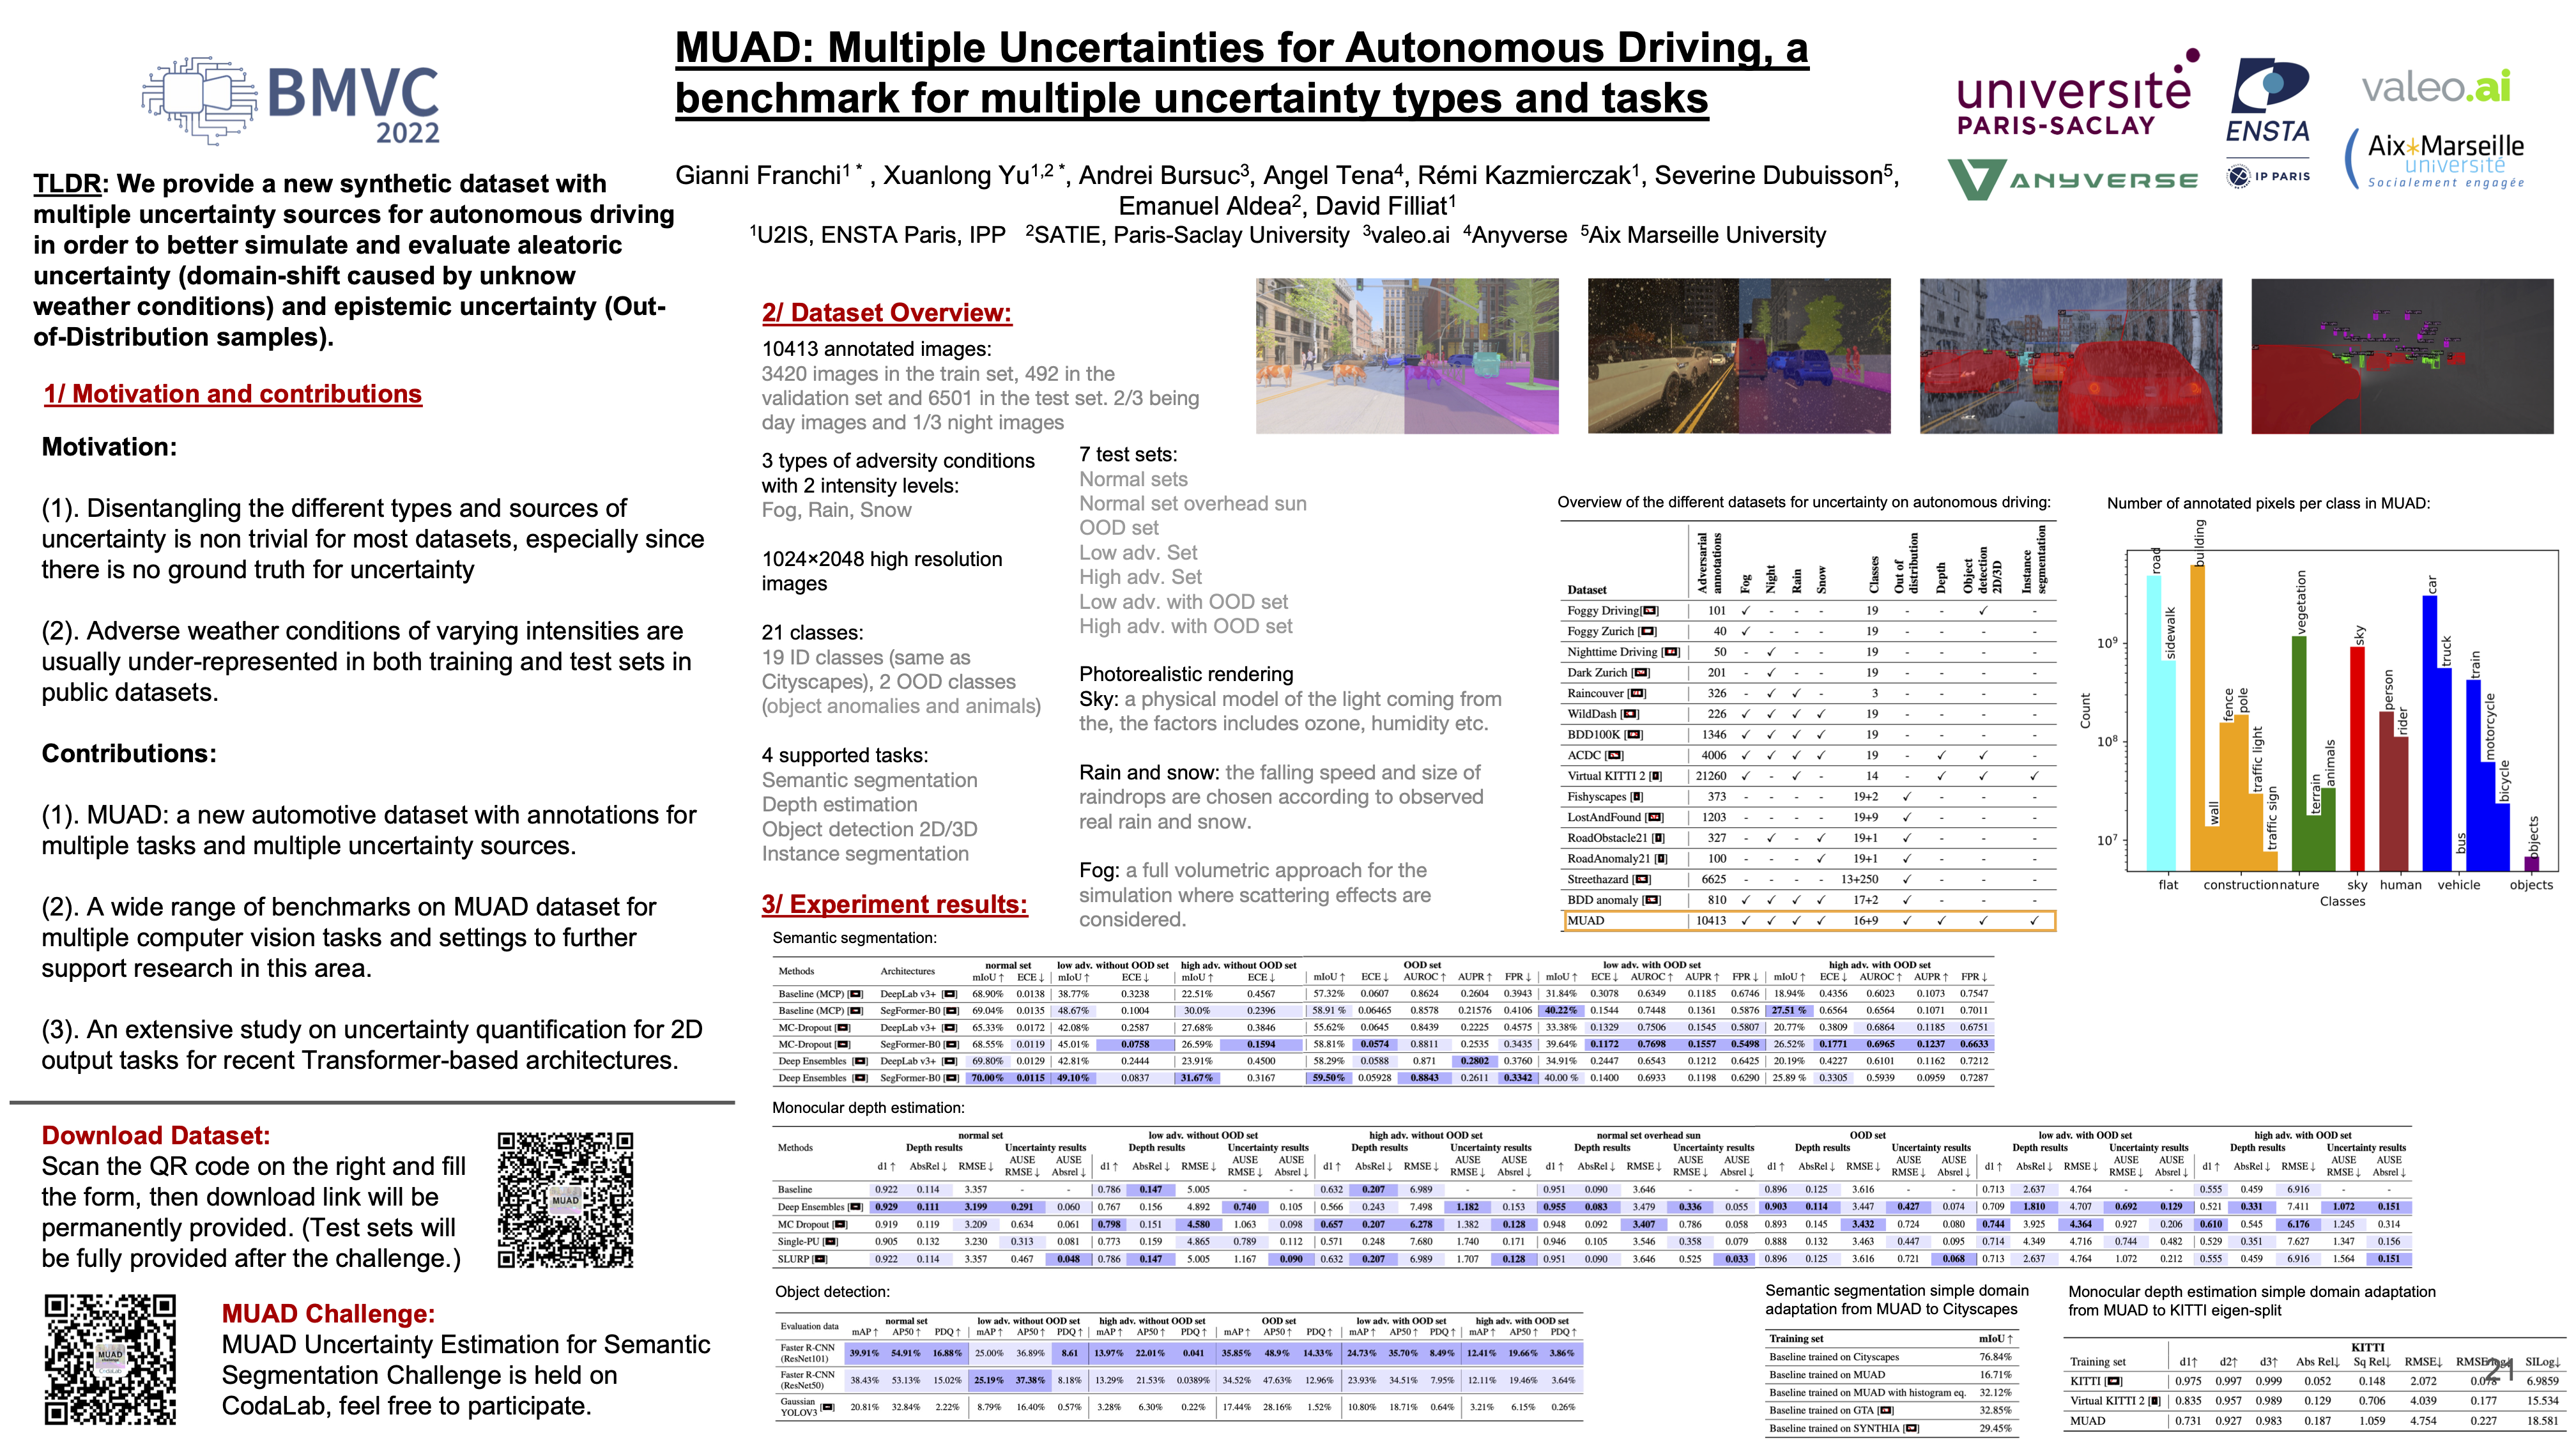 BMVC
2022
MUAD: Multiple Uncertainties for Autonomous Driving, a
benchmark for multiple uncertainty types and tasks
Gianni Franchi1 * , Xuanlong Yu1,2 *, Andrei Bursuc3, Angel Tena4, Rémi Kazmierczak1, Severine Dubuisson5,
Emanuel Aldea2, David Filliat1
1U2IS, ENSTA Paris, IPP 2SATIE, Paris-Saclay University 3valeo.ai 4Anyverse 5Aix Marseille University
université
PARIS-SACLAY
ENSTA
IP PARIS
valeo.ai
Aix*Marseille
université
Socialement engagée
ANYVERSE
TLDR: We provide a new synthetic dataset with
multiple uncertainty sources for autonomous driving
in order to better simulate and evaluate aleatoric
uncertainty (domain-shift caused by unknow
weather conditions) and epistemic uncertainty (Out-
of-Distribution samples).
1/ Motivation and contributions
Motivation:
(1). Disentangling the different types and sources of
uncertainty is non trivial for most datasets, especially since
there is no ground truth for uncertainty
(2). Adverse weather conditions of varying intensities are
usually under-represented in both training and test sets in
public datasets.
Contributions:
(1). MUAD: a new automotive dataset with annotations for
multiple tasks and multiple uncertainty sources.
(2). A wide range of benchmarks on MUAD dataset for
multiple computer vision tasks and settings to further
support research in this area.
(3). An extensive study on uncertainty quantification for 2D
output tasks for recent Transformer-based architectures.
Download Dataset:
Scan the QR code on the right and fill
the form, then download link will be
permanently provided. (Test sets will
be fully provided after the challenge.)
MUAD
MUAD Challenge:
MUAD Uncertainty Estimation for Semantic
Segmentation Challenge is held on
CodaLab, feel free to participate.
MUAD
2/ Dataset Overview:
10413 annotated images:
3420 images in the train set, 492 in the
validation set and 6501 in the test set. 2/3 being
day images and 1/3 night images
3 types of adversity conditions
with 2 intensity levels:
Fog, Rain, Snow
1024×2048 high resolution
images
21 classes:
19 ID classes (same as
Cityscapes), 2 OOD classes
(object anomalies and animals)
4 supported tasks:
Semantic segmentation
Depth estimation
Object detection 2D/3D
Instance segmentation
7 test sets:
Normal sets
Normal set overhead sun
OOD set
Low adv. Set
High adv. Set
Low adv. with OOD set
High adv. with OOD set
Photorealistic rendering
Sky: a physical model of the light coming from
the, the factors includes ozone, humidity etc.
Rain and snow: the falling speed and size of
raindrops are chosen according to observed
real rain and snow.
Fog: a full volumetric approach for the
simulation where scattering effects are
considered.
Overview of the different datasets for uncertainty on autonomous driving:
Dataset Adversarial annotations Fog Night Rain Snow Classes Out of distribution Depth Object detection 2D/3D Instance segmentation
Foggy Driving 101 ✓ - - - 19 - - ✓ -
Foggy Zurich 40 ✓ - - - 19 - - - -
Nighttime Driving 50 - ✓ - - 19 - - - -
Dark Zurich 201 - ✓ - - 19 - - - -
Raincouver 326 - ✓ ✓ - 3 - - - -
WildDash 226 ✓ ✓ ✓ ✓ 19 - - - -
BDD100K 1346 ✓ ✓ ✓ ✓ 19 - - - -
ACDC 4006 ✓ ✓ ✓ ✓ 19 - ✓ ✓ -
Virtual KITTI 2 21260 ✓ - ✓ - 14 - ✓ ✓ ✓
Fishyscapes 373 - - - - 19+2 ✓ - - -
LostAndFound 1203 - - - - 19+9 ✓ - - -
RoadObstacle21 327 - ✓ - ✓ 19+1 ✓ - - -
RoadAnomaly21 100 - - - ✓ 19+1 ✓ - - -
Streethazard 6625 - - - - 13+250 ✓ - - -
BDD anomaly 810 ✓ ✓ ✓ ✓ 17+2 ✓ - - -
MUAD 10413 ✓ ✓ ✓ ✓ 16+9 ✓ ✓ ✓ ✓
Number of annotated pixels per class in MUAD:
Count
10^9
10^8
10^7
road sidewalk building wall fence pole traffic light traffic sign vegetation terrain animals sky person rider car truck bus train motorcycle bicycle objects
flat construction nature sky human vehicle objects
Classes
3/ Experiment results:
Semantic segmentation:
normal set low adv. without OOD set high adv. without OOD set OOD set low adv. with OOD set high adv. with OOD set
Methods Architectures mIoU↑ ECE↓ mIoU↑ ECE↓ mIoU↑ ECE↓ mIoU↑ ECE↓ AUROC↑ AUPR↑ FPR↓ mIoU↑ ECE↓ AUROC↑ AUPR↑ FPR↓ mIoU↑ ECE↓ AUROC↑ AUPR↑ FPR↓
Baseline (MCP) DeepLab v3+ 68.90% 0.0138 38.77% 0.3238 22.51% 0.4567 57.32% 0.0607 0.8624 0.2604 0.3943 31.84% 0.3078 0.6349 0.1185 0.6746 18.94% 0.4356 0.6023 0.1073 0.7547
Baseline (MCP) SegFormer-B0 69.04% 0.0135 48.67% 0.1004 30.0% 0.2396 58.91 % 0.06465 0.8578 0.21576 0.4106 40.22% 0.1544 0.7448 0.1361 0.5876 27.51 % 0.6564 0.6564 0.1071 0.7011
MC-Dropout DeepLab v3+ 65.33% 0.0172 42.08% 0.2587 27.68% 0.3846 55.62% 0.0645 0.8439 0.2225 0.4575 33.38% 0.1329 0.7506 0.1545 0.5807 20.77% 0.3809 0.6864 0.1185 0.6751
MC-Dropout SegFormer-B0 68.55% 0.0119 45.01% 0.0758 26.59% 0.1594 58.81% 0.0574 0.8811 0.2535 0.3435 39.64% 0.1172 0.7698 0.1557 0.5498 26.52% 0.1771 0.6965 0.1237 0.6633
Deep Ensembles DeepLab v3+ 69.80% 0.0129 42.81% 0.2444 23.91% 0.4500 58.29% 0.0588 0.871 0.2802 0.3760 34.91% 0.2447 0.6543 0.1212 0.6425 20.19% 0.4227 0.6101 0.1162 0.7212
Deep Ensembles SegFormer-B0 70.00% 0.0115 49.10% 0.0837 31.67% 0.3167 59.50% 0.05928 0.8843 0.2611 0.3342 40.00 % 0.1400 0.6933 0.1198 0.6290 25.89 % 0.3305 0.5939 0.0959 0.7287
Monocular depth estimation:
normal set low adv. without OOD set high adv. without OOD set normal set overhead sun OOD set low adv. with OOD set high adv. with OOD set
Methods Depth results Uncertainty results Depth results Uncertainty results Depth results Uncertainty results Depth results Uncertainty results Depth results Uncertainty results Depth results Uncertainty results Depth results Uncertainty results
d1↑ AbsRel↓ RMSE↓ AUSE RMSE↓ AUSE Absrel↓ d1↑ AbsRel↓ RMSE↓ AUSE RMSE↓ AUSE Absrel↓ d1↑ AbsRel↓ RMSE↓ AUSE RMSE↓ AUSE Absrel↓ d1↑ AbsRel↓ RMSE↓ AUSE RMSE↓ AUSE Absrel↓ d1↑ AbsRel↓ RMSE↓ AUSE RMSE↓ AUSE Absrel↓ d1↑ AbsRel↓ RMSE↓ AUSE RMSE↓ AUSE Absrel↓ d1↑ AbsRel↓ RMSE↓ AUSE RMSE↓ AUSE Absrel↓
Baseline 0.922 0.114 3.357 - - 0.786 0.147 5.005 - - 0.632 0.207 6.989 - - 0.951 0.090 3.646 - - 0.896 0.125 3.616 - - 0.713 2.637 4.764 - - 0.555 0.459 6.916 - -
Deep Ensembles 0.929 0.111 3.199 0.291 0.060 0.767 0.156 4.892 0.740 0.105 0.566 0.243 7.498 1.182 0.153 0.955 0.083 3.479 0.336 0.055 0.903 0.114 3.447 0.427 0.074 0.709 1.810 4.707 0.692 0.129 0.521 0.331 7.411 1.072 0.151
MC Dropout 0.919 0.119 3.209 0.634 0.061 0.798 0.151 4.580 1.063 0.098 0.657 0.207 6.278 1.382 0.128 0.948 0.092 3.407 0.786 0.058 0.893 0.145 3.432 0.724 0.080 0.744 3.925 4.364 0.927 0.206 0.610 0.545 6.176 1.245 0.314
Single-PU 0.905 0.132 3.230 0.313 0.081 0.773 0.159 4.865 0.789 0.112 0.571 0.248 7.680 1.740 0.171 0.946 0.105 3.546 0.358 0.079 0.888 0.132 3.463 0.447 0.095 0.714 4.349 4.716 0.744 0.482 0.529 0.351 7.627 1.347 0.156
SLURP 0.922 0.114 3.357 0.467 0.048 0.786 0.147 5.005 1.167 0.090 0.632 0.207 6.989 1.707 0.128 0.951 0.090 3.646 0.525 0.033 0.896 0.125 3.616 0.721 0.068 0.713 2.637 4.764 1.072 0.212 0.555 0.459 6.916 1.564 0.151
Object detection:
Evaluation data normal set low adv. without OOD set high adv. without OOD set OOD set low adv. with OOD set high adv. with OOD set
mAP↑ AP50↑ PDQ↑ mAP↑ AP50↑ PDQ↑ mAP↑ AP50↑ PDQ↑ mAP↑ AP50↑ PDQ↑ mAP↑ AP50↑ PDQ↑ mAP↑ AP50↑ PDQ↑
Faster R-CNN (ResNet101) 39.91% 54.91% 16.88% 25.00% 36.89% 8.61 13.97% 22.01% 0.041 35.85% 48.9% 14.33% 24.73% 35.70% 8.49% 12.41% 19.66% 3.86%
Faster R-CNN (ResNet50) 38.43% 53.13% 15.02% 25.19% 37.38% 8.18% 13.29% 21.53% 0.0389% 34.52% 47.63% 12.96% 23.93% 34.51% 7.95% 12.11% 19.46% 3.64%
Gaussian YOLOV3 20.81% 32.84% 2.22% 8.79% 16.40% 0.57% 3.28% 6.30% 0.22% 17.44% 28.16% 1.52% 10.80% 18.71% 0.64% 3.21% 6.15% 0.26%
Semantic segmentation simple domain
adaptation from MUAD to Cityscapes
Training set mIoU↑
Baseline trained on Cityscapes 76.84%
Baseline trained on MUAD 16.71%
Baseline trained on MUAD with histogram eq. 32.12%
Baseline trained on GTA 32.85%
Baseline trained on SYNTHIA 29.45%
Monocular depth estimation simple domain adaptation
from MUAD to KITTI eigen-split
KITTI
Training set d1↑ d2↑ d3↑ Abs Rel↓ Sq Rel↓ RMSE↓ RMSE log↓ SILog↓
KITTI 0.975 0.997 0.999 0.052 0.148 2.072 0.078 6.9859
Virtual KITTI 2 0.835 0.957 0.989 0.129 0.706 4.039 0.177 15.534
MUAD 0.731 0.927 0.983 0.187 1.059 4.754 0.227 18.581
21